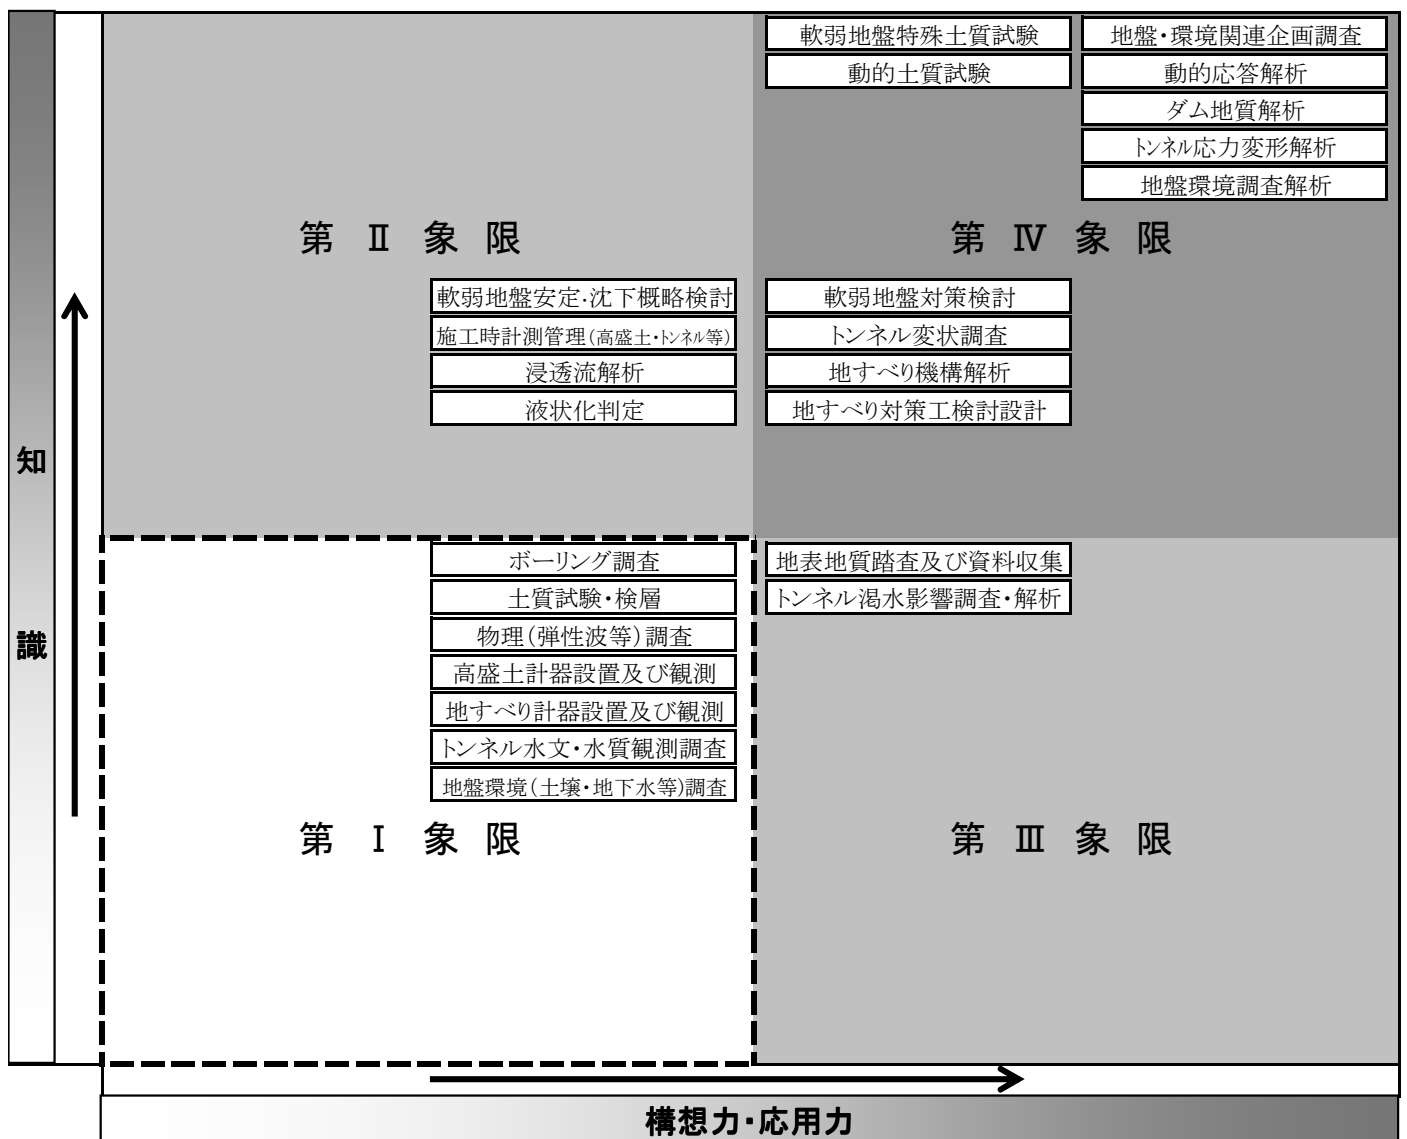 軟弱地盤特殊土質試験
地盤・環境関連企画調査
動的土質試験
動的応答解析
ダム地質解析
トンネル応力変形解析
地盤環境調査解析
第 Ⅱ 象 限
第 Ⅳ 象 限
軟弱地盤安定・沈下概略検討
軟弱地盤対策検討
施工時計測管理(高盛土・トンネル等)
トンネル変状調査
浸透流解析
地すべり機構解析
液状化判定
地すべり対策工検討設計
知
識
ボーリング調査
地表地質踏査及び資料収集
土質試験・検層
トンネル渇水影響調査・解析
物理(弾性波等)調査
高盛土計器設置及び観測
地すべり計器設置及び観測
トンネル水文・水質観測調査
地盤環境(土壌・地下水等)調査
第 Ⅰ 象 限
第 Ⅲ 象 限
構想力・応用力